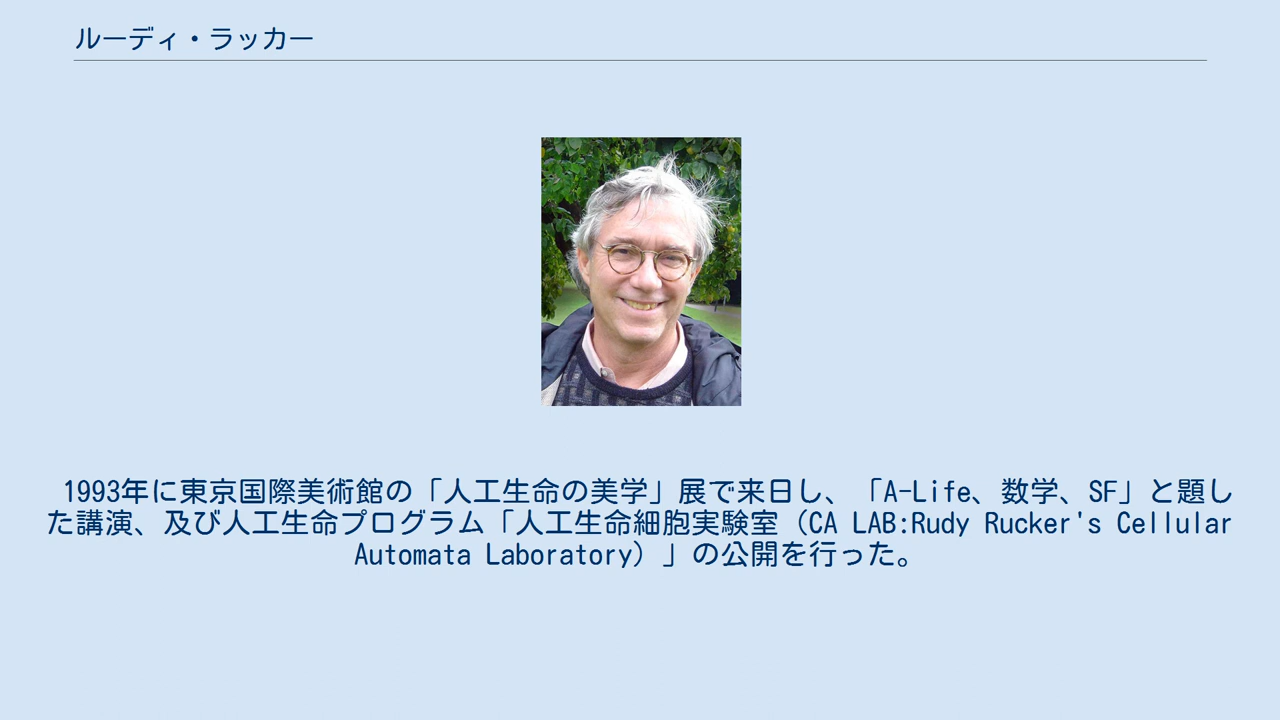 ルーディ・ラッカー
1993年に東京国際美術館の「人工生命の美学」展で来日し、「A-Life、数学、SF」と題し
た講演、及び人工生命プログラム「人工生命細胞実験室（CA LAB:Rudy Rucker's Cellular
Automata Laboratory）」の公開を行った。